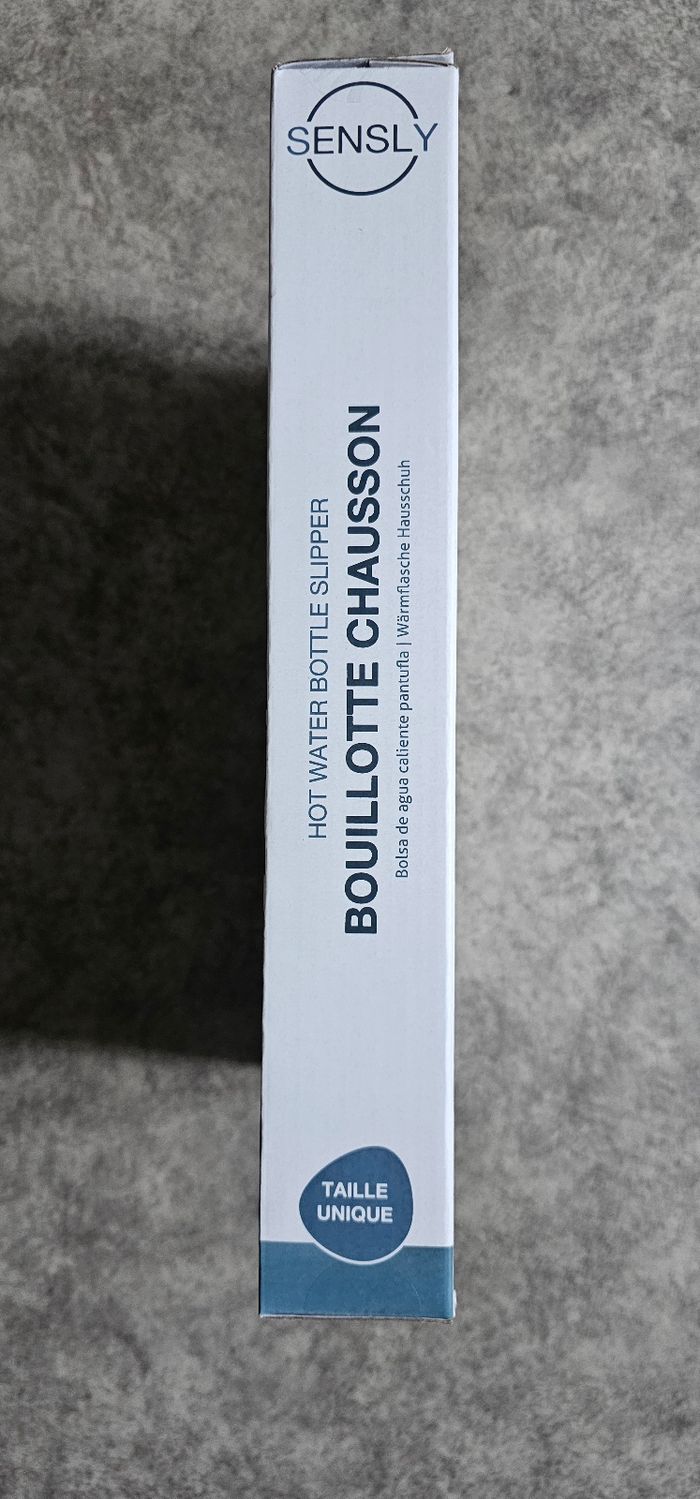 SENSLY
HOT WATER BOTTLE SLIPPER
BOUILLOTTE CHAUSSON
Bolsa de agua caliente pantufla | Wärmflasche Hausschuh
TAILLE
UNIQUE